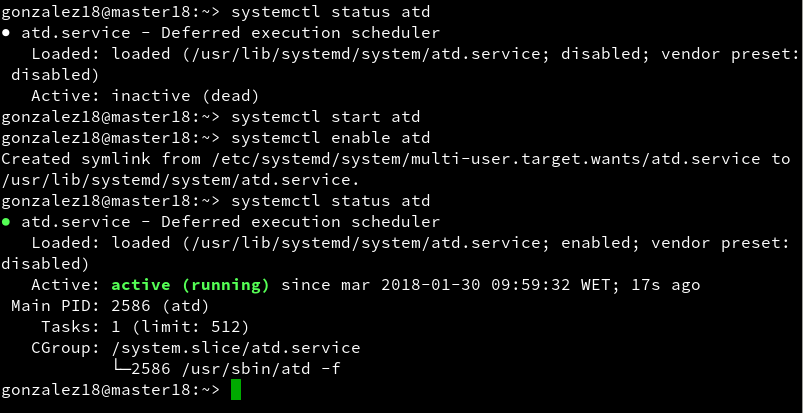 gonzalez18@master18:~> systemctl status atd
● atd.service - Deferred execution scheduler
   Loaded: loaded (/usr/lib/systemd/system/atd.service; disabled; vendor preset:
 disabled)
   Active: inactive (dead)
gonzalez18@master18:~> systemctl start atd
gonzalez18@master18:~> systemctl enable atd
Created symlink from /etc/systemd/system/multi-user.target.wants/atd.service to
/usr/lib/systemd/system/atd.service.
gonzalez18@master18:~> systemctl status atd
● atd.service - Deferred execution scheduler
   Loaded: loaded (/usr/lib/systemd/system/atd.service; enabled; vendor preset:
disabled)
   Active: active (running) since mar 2018-01-30 09:59:32 WET; 17s ago
 Main PID: 2586 (atd)
    Tasks: 1 (limit: 512)
   CGroup: /system.slice/atd.service
           └─2586 /usr/sbin/atd -f
gonzalez18@master18:~>